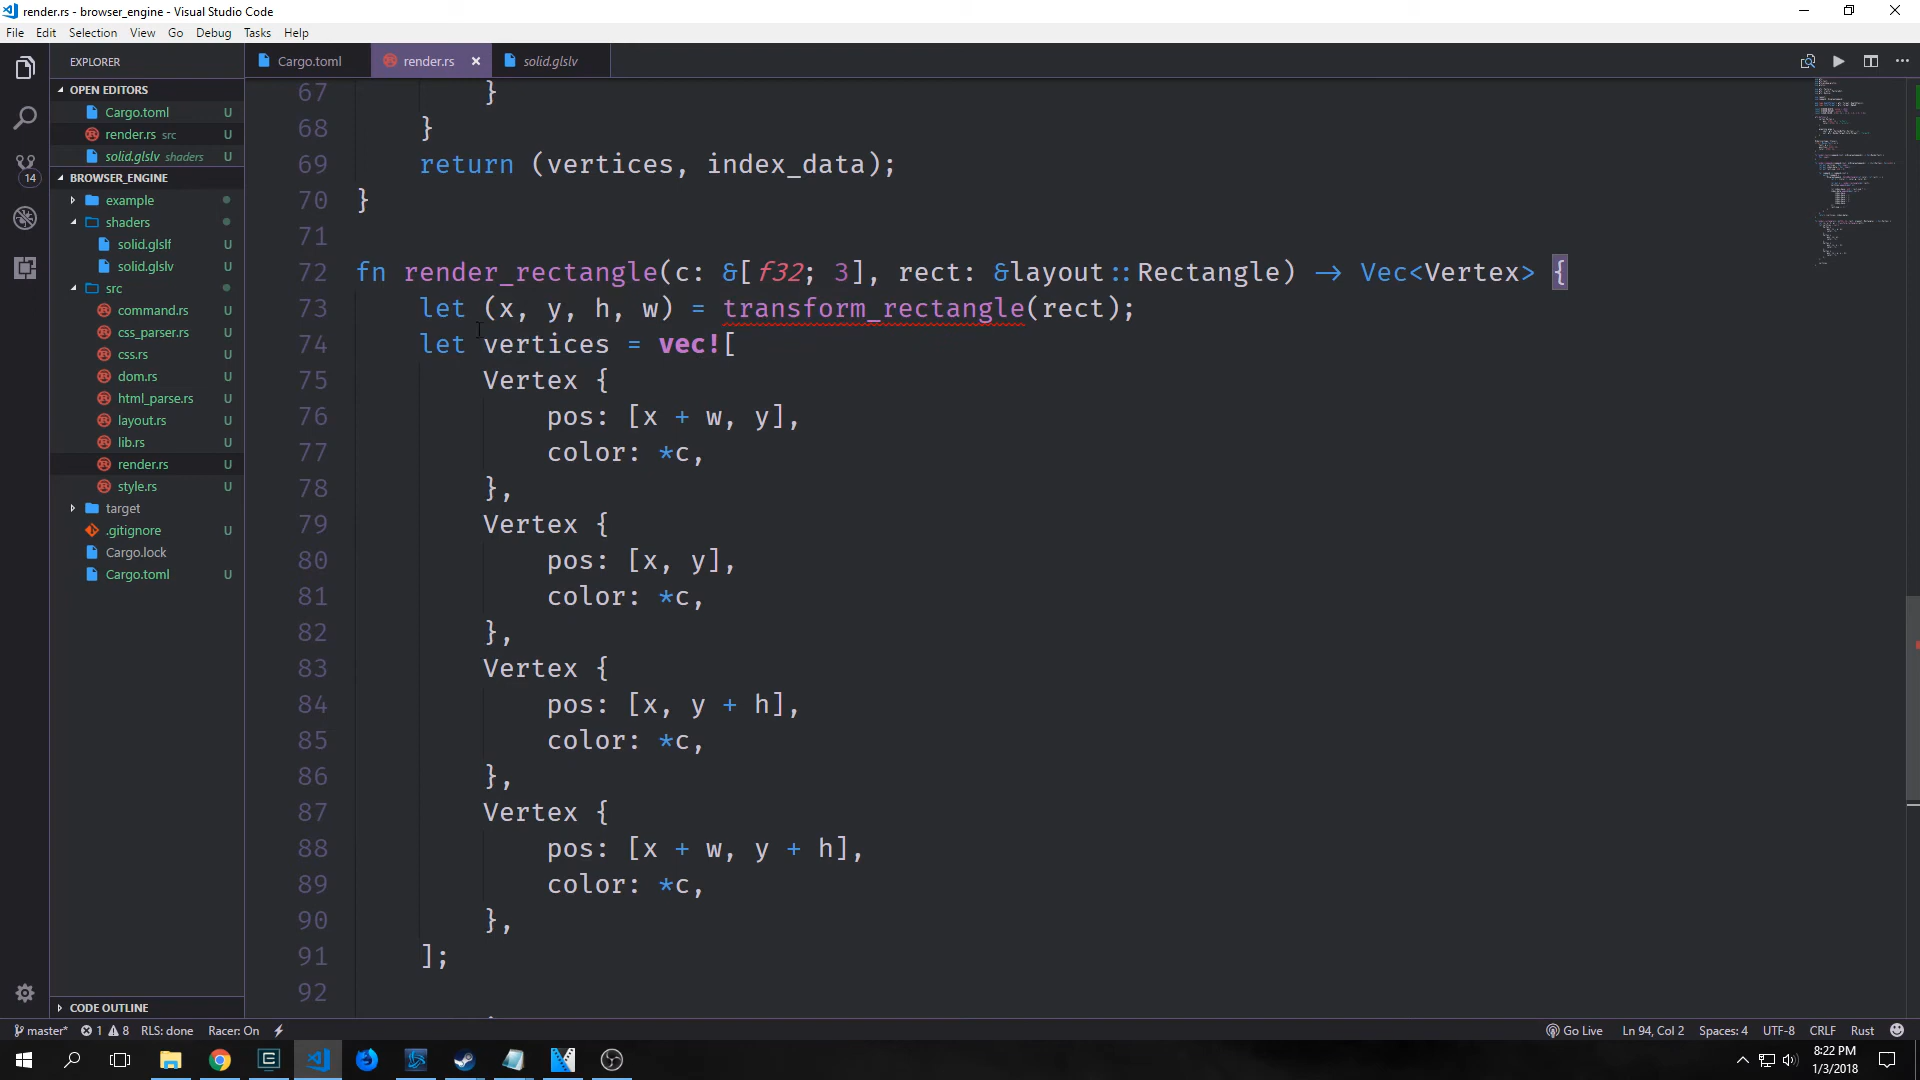 render.rs - browser_engine - Visual Studio Code
File Edit Selection View Go Debug Tasks Help
EXPLORER
OPEN EDITORS
Cargo.toml U
render.rs src U
solid.glslv shaders U
BROWSER_ENGINE
example
shaders
solid.glslf U
solid.glslv U
src
command.rs U
css_parser.rs U
css.rs U
dom.rs U
html_parse.rs U
layout.rs U
lib.rs U
render.rs U
style.rs U
target
.gitignore U
Cargo.lock
Cargo.toml U
CODE OUTLINE
14
Cargo.toml render.rs × solid.glslv
67 }
68 }
69 return (vertices, index_data);
70 }
71
72 fn render_rectangle(c: &[f32; 3], rect: &layout::Rectangle) → Vec<Vertex> {
73 let (x, y, h, w) = transform_rectangle(rect);
74 let vertices = vec![
75 Vertex {
76 pos: [x + w, y],
77 color: *c,
78 },
79 Vertex {
80 pos: [x, y],
81 color: *c,
82 },
83 Vertex {
84 pos: [x, y + h],
85 color: *c,
86 },
87 Vertex {
88 pos: [x + w, y + h],
89 color: *c,
90 },
91 ];
92
master* 1 8 RLS: done Racer: On Go Live Ln 94, Col 2 Spaces: 4 UTF-8 CRLF Rust
8:22 PM
1/3/2018